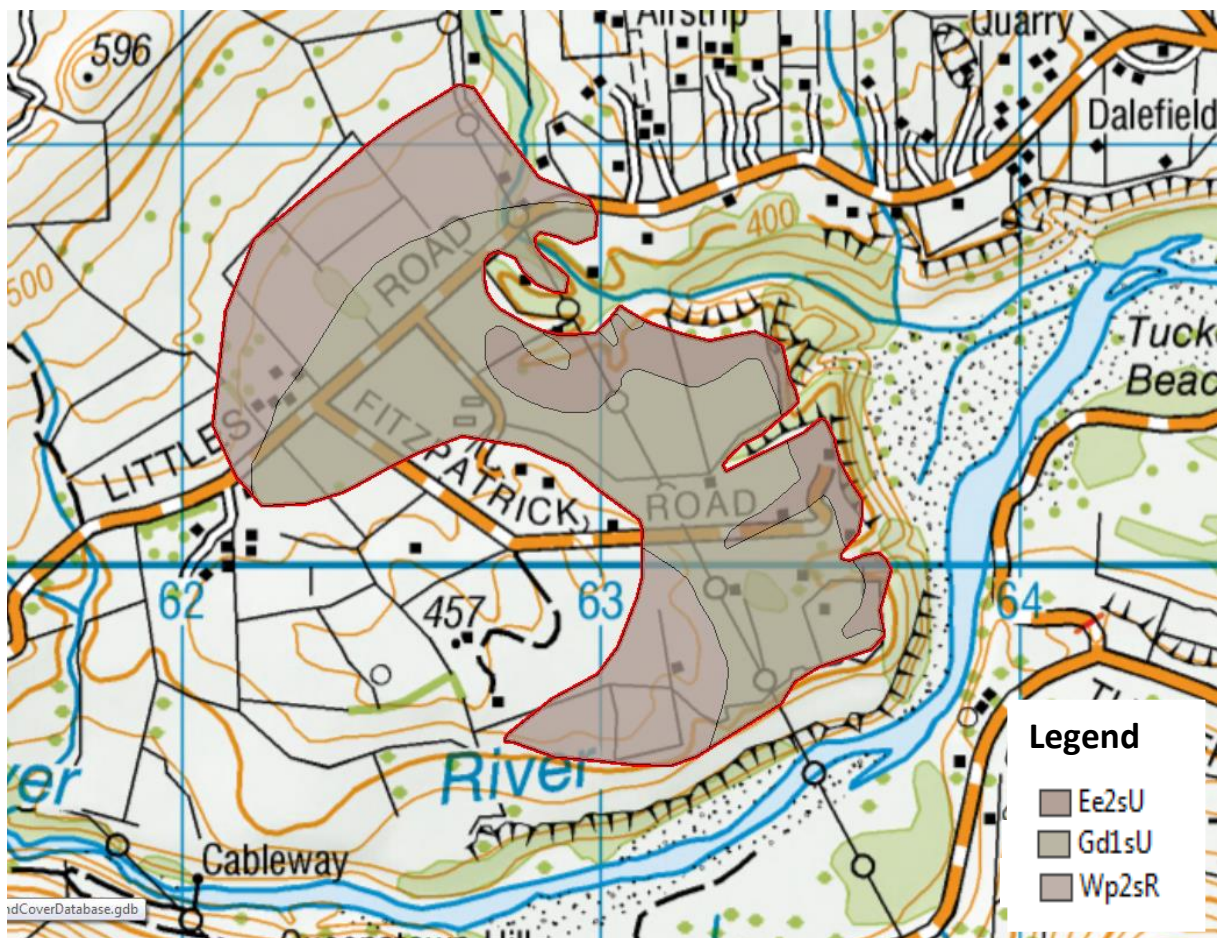 Airstrip
Quarry
596
Dalefield
ROAD
400
500
Tucke
Beac
LITTLES
FITZPATRICK
ROAD
62
63
64
457
Legend
River
ver
Ee2sU
Gd1sU
Wp2sR
Cableway
ndCoverDatabase.gdb